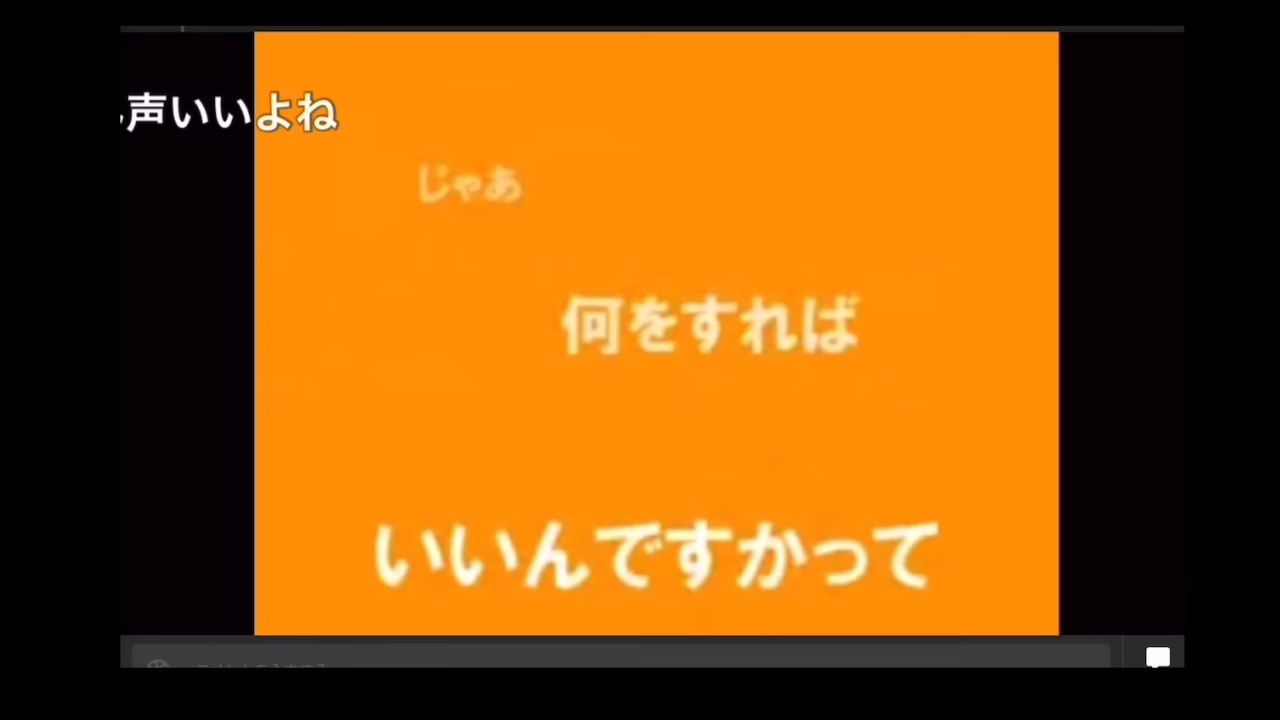 声いいよね
じゃあ
何をすれば
いいんですかって